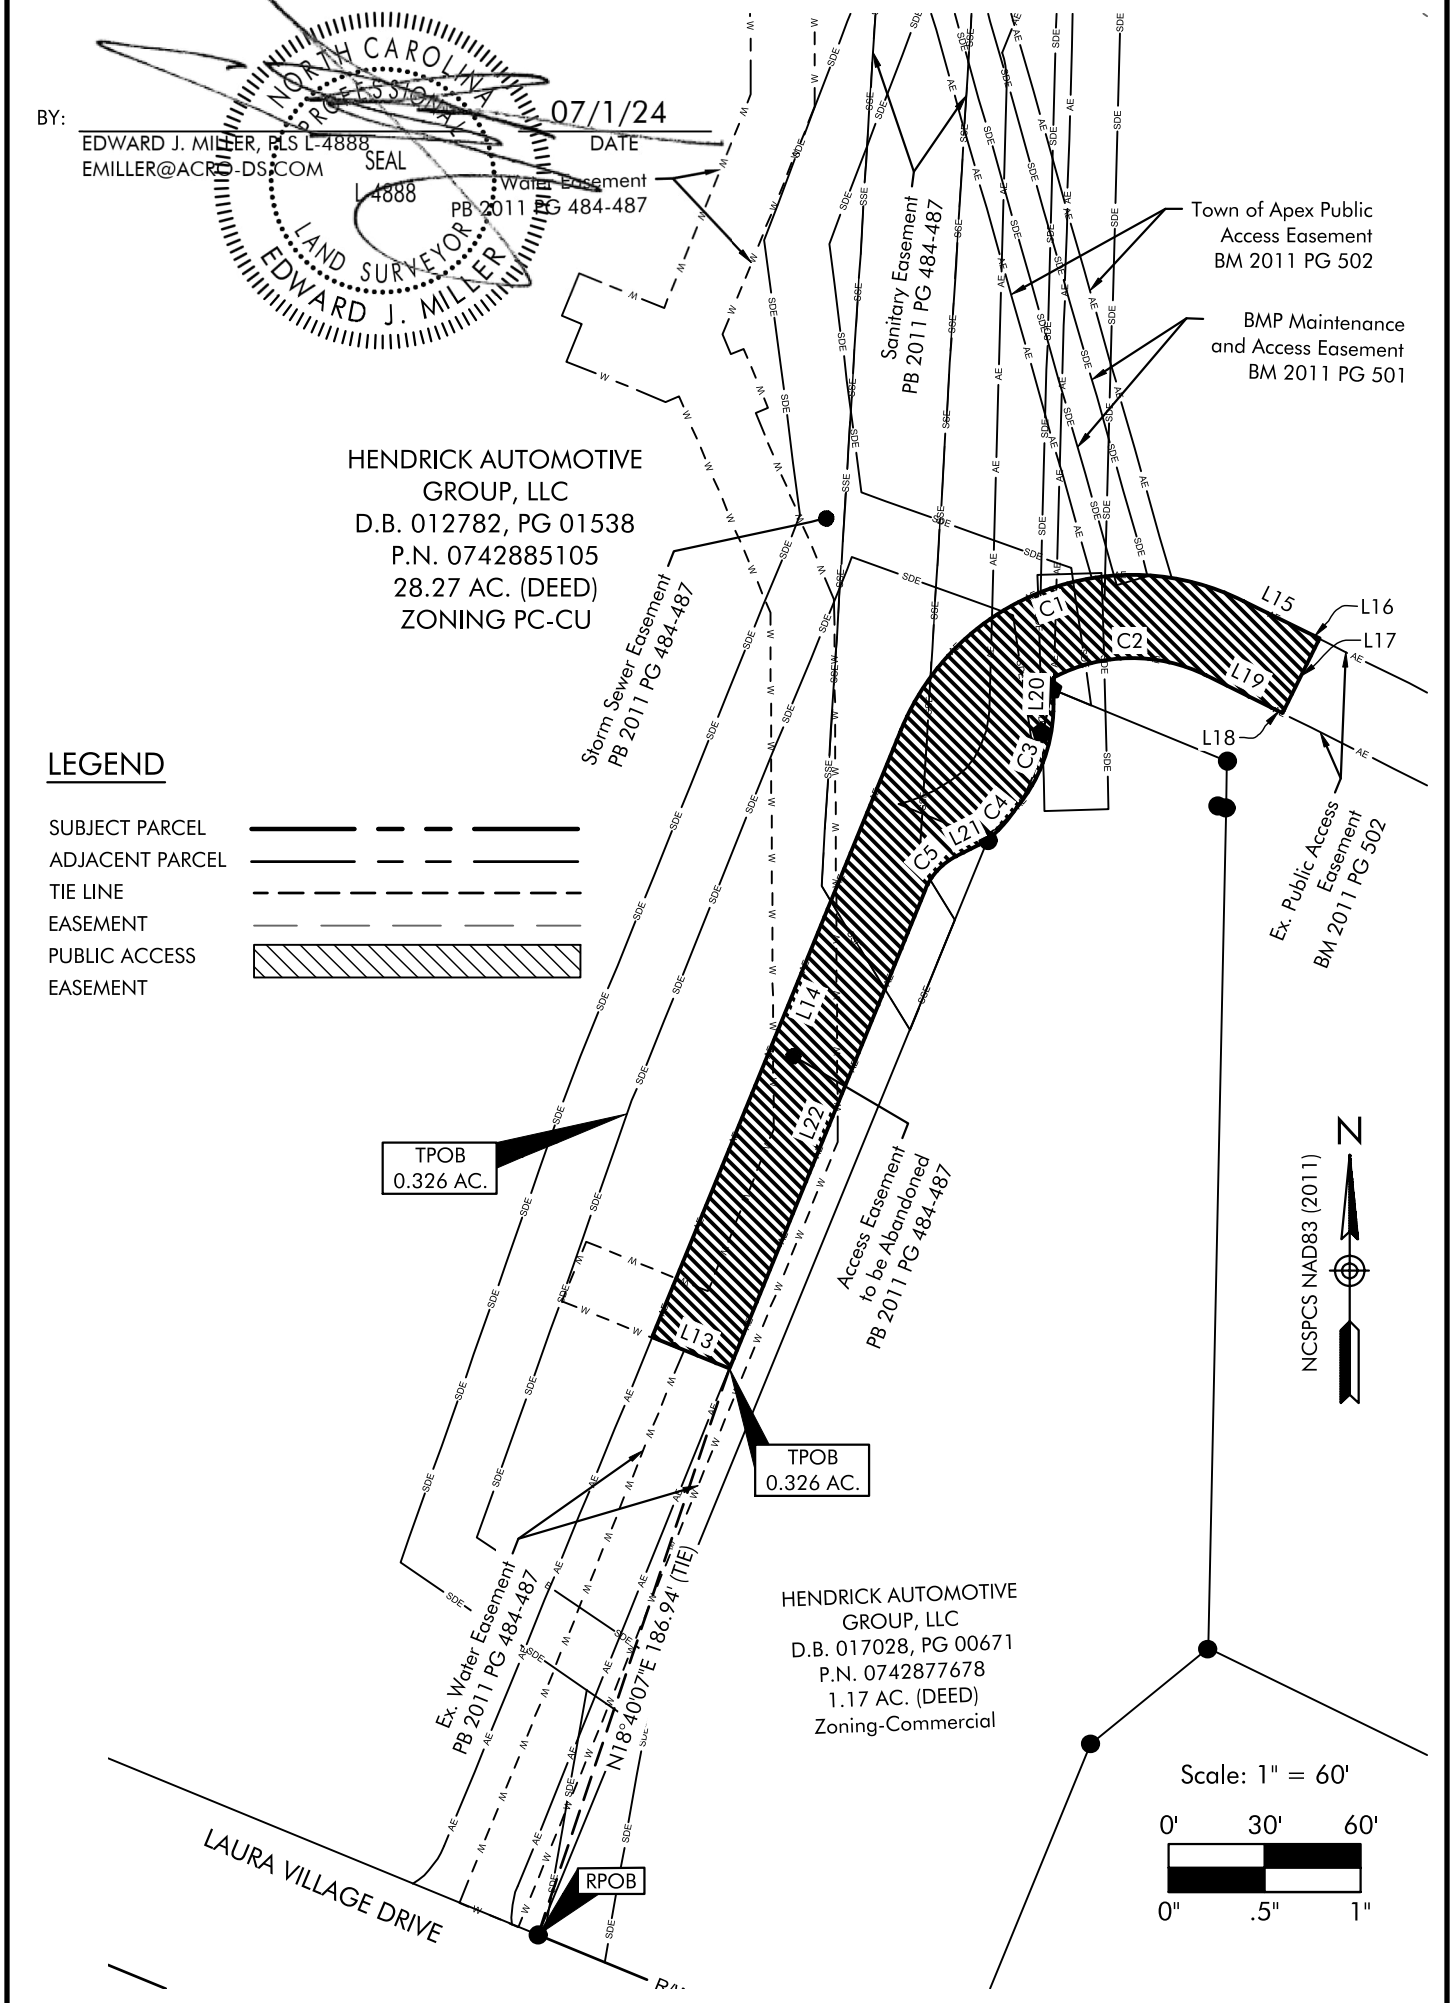 NORTH CAROLINA
PROFESSIONAL
SEAL
L-4888
LAND SURVEYOR
EDWARD J. MILLER
BY:
07/1/24
EDWARD J. MILLER, PLS L-4888
DATE
EMILLER@ACRO-DS.COM
Water Easement
PB 2011 PG 484-487
Sanitary Easement
PB 2011 PG 484-487
Town of Apex Public
Access Easement
BM 2011 PG 502
BMP Maintenance
and Access Easement
BM 2011 PG 501
HENDRICK AUTOMOTIVE
GROUP, LLC
D.B. 012782, PG 01538
P.N. 0742885105
28.27 AC. (DEED)
ZONING PC-CU
Storm Sewer Easement
PB 2011 PG 484-487
C1
C2
L15
L16
L17
L19
L20
L18
C3
C4
L21
C5
Ex. Public Access
Easement
BM 2011 PG 502
LEGEND
SUBJECT PARCEL
ADJACENT PARCEL
TIE LINE
EASEMENT
PUBLIC ACCESS
EASEMENT
L14
L22
TPOB
0.326 AC.
Access Easement
to be Abandoned
PB 2011 PG 484-487
N
NCSPCS NAD83 (2011)
L13
TPOB
0.326 AC.
Ex. Water Easement
PB 2011 PG 484-487
N18°40'07"E 186.94' (TIE)
HENDRICK AUTOMOTIVE
GROUP, LLC
D.B. 017028, PG 00671
P.N. 0742877678
1.17 AC. (DEED)
Zoning-Commercial
Scale: 1" = 60'
0' 30' 60'
0" .5" 1"
LAURA VILLAGE DRIVE
RPOB